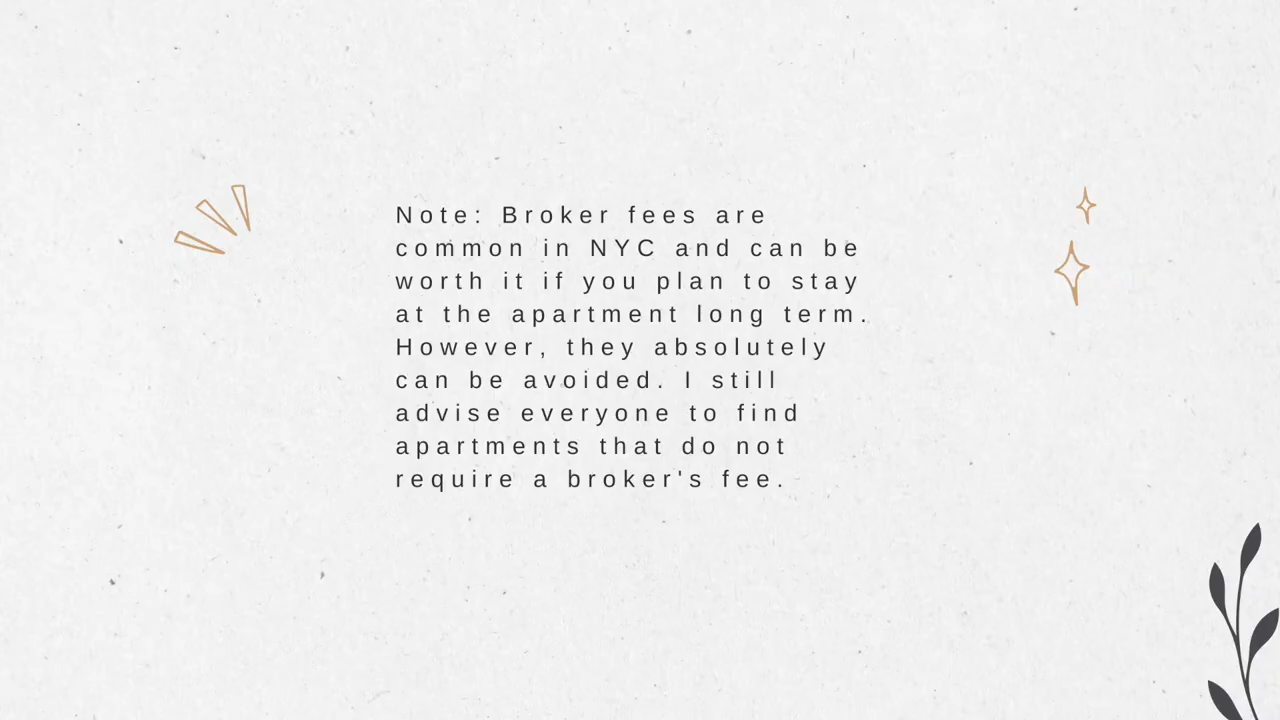 Note: Broker fees are
common in NYC and can be
worth it if you plan to stay
at the apartment long term.
However, they absolutely
can be avoided. I still
advise everyone to find
apartments that do not
require a broker's fee.